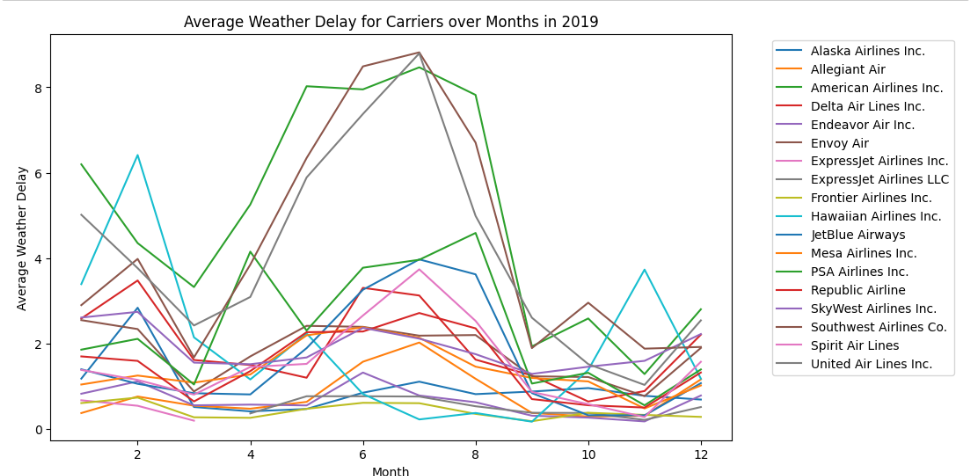 Average Weather Delay for Carriers over Months in 2019
Average Weather Delay
8
6
4
2
0
2
4
6
8
10
12
Month
Alaska Airlines Inc.
Allegiant Air
American Airlines Inc.
Delta Air Lines Inc.
Endeavor Air Inc.
Envoy Air
ExpressJet Airlines Inc.
ExpressJet Airlines LLC
Frontier Airlines Inc.
Hawaiian Airlines Inc.
JetBlue Airways
Mesa Airlines Inc.
PSA Airlines Inc.
Republic Airline
SkyWest Airlines Inc.
Southwest Airlines Co.
Spirit Air Lines
United Air Lines Inc.